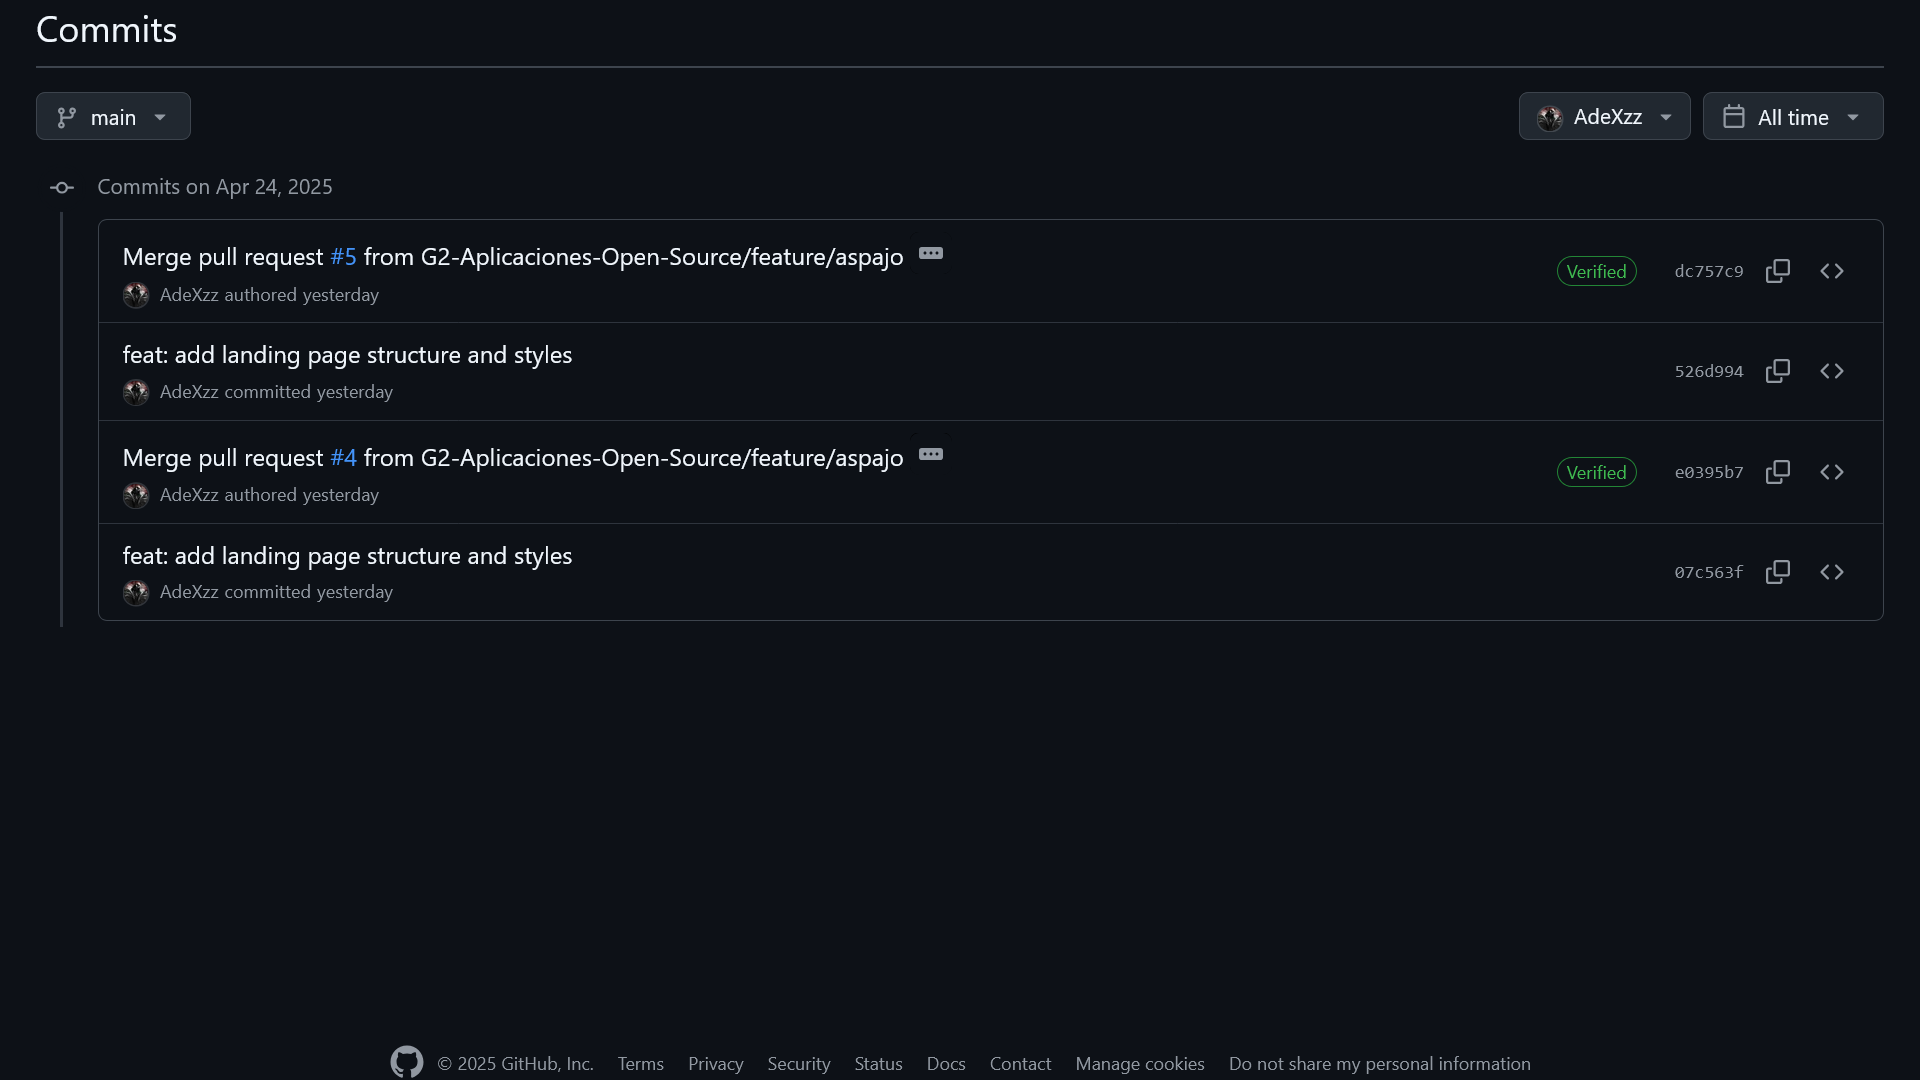 Commits
main
AdeXzz
All time
Commits on Apr 24, 2025
Merge pull request #5 from G2-Aplicaciones-Open-Source/feature/aspajo
AdeXzz authored yesterday
Verified
dc757c9
feat: add landing page structure and styles
AdeXzz committed yesterday
526d994
Merge pull request #4 from G2-Aplicaciones-Open-Source/feature/aspajo
AdeXzz authored yesterday
Verified
e0395b7
feat: add landing page structure and styles
AdeXzz committed yesterday
07c563f
© 2025 GitHub, Inc. Terms Privacy Security Status Docs Contact Manage cookies Do not share my personal information